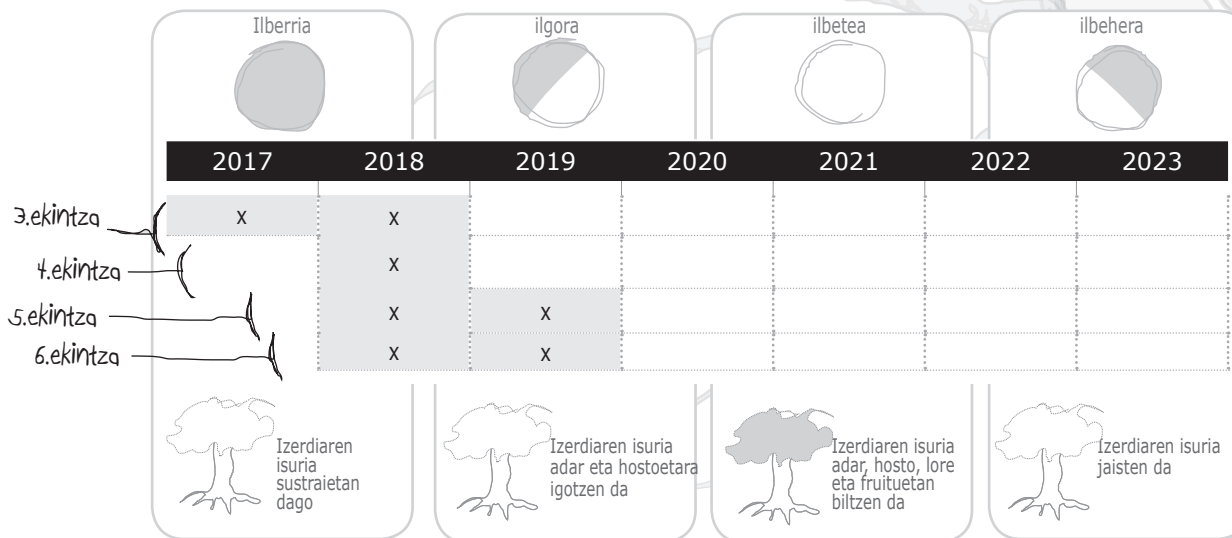 Ilberria ilgora ilbetea ilbehera
2017 2018 2019 2020 2021 2022 2023
3.ekintza x x
4.ekintza x
5.ekintza x x
6.ekintza x x
Izerdiaren
isuria
sustraietan
dago
Izerdiaren isuria
adar eta hostoetara
igotzen da
Izerdiaren isuria
adar, hosto, lore
eta fruituetan
biltzen da
Izerdiaren isuria
jaisten da